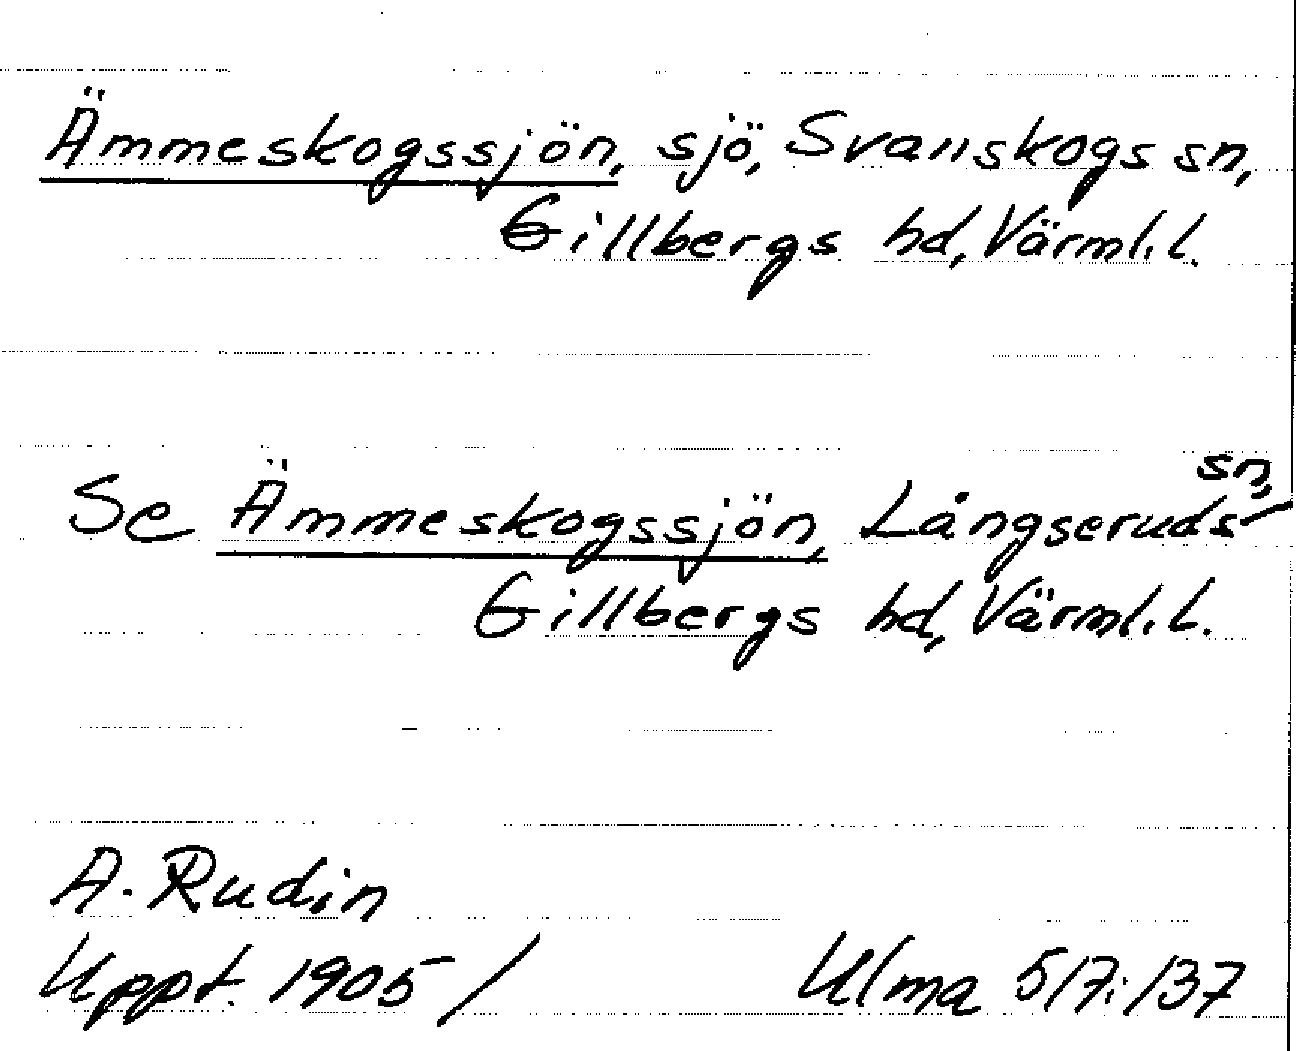 Ämmeskogssjön, sjö, Svanskogs sn,
Gillbergs hd, Värml. l.
Se Ämmeskogssjön, Långseruds sn,
Gillbergs hd, Värml. l.
A. Rudin
Uppt. 1905 / Ulma 517:137